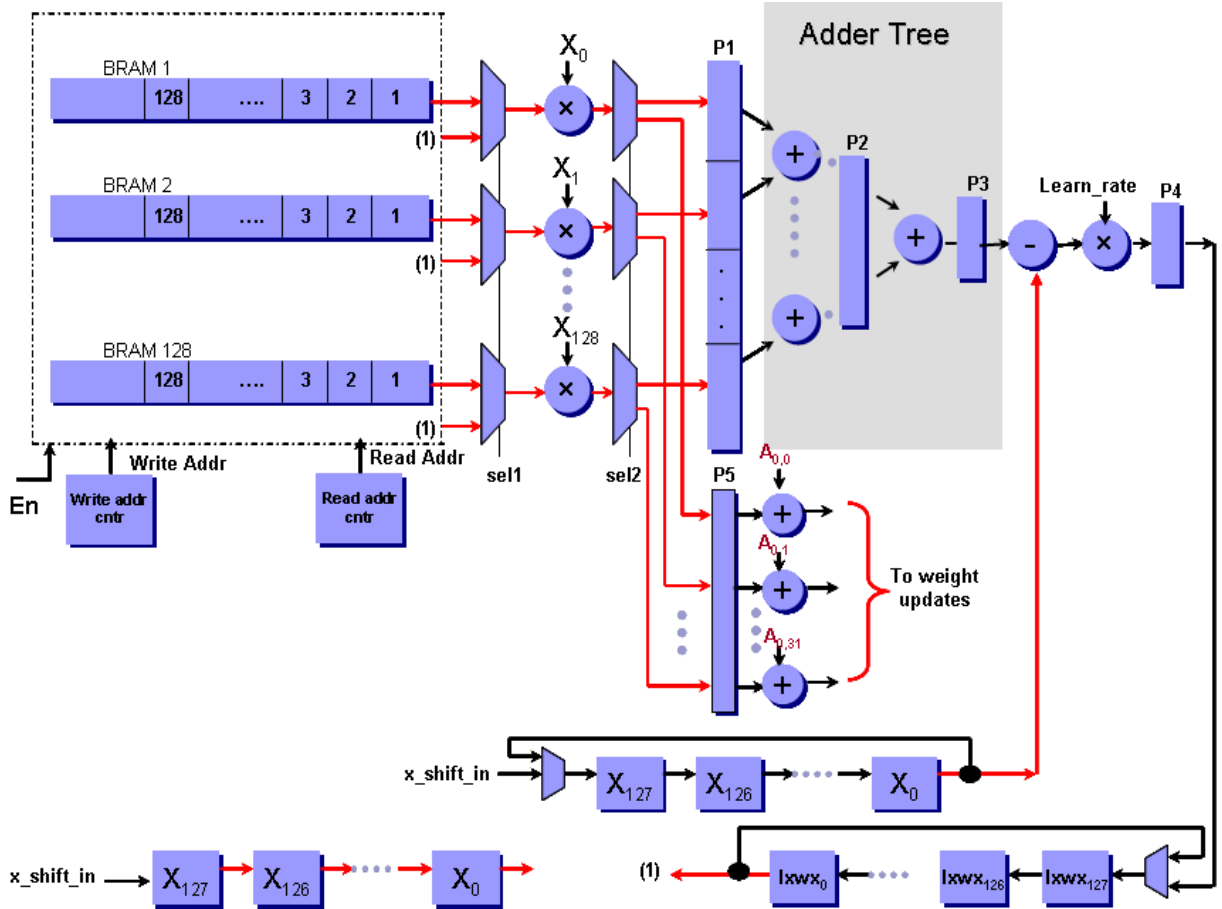 Adder Tree
BRAM 1
128 .... 3 2 1
(1)
X0
×
P1
+
P2
BRAM 2
128 .... 3 2 1
(1)
X1
×
+
P3
Learn_rate
-
×
P4
BRAM 128
128 .... 3 2 1
(1)
X128
×
. . .
+
En
Write Addr
Read Addr
sel1
sel2
Write addr
cntr
Read addr
cntr
P5
A0,0
+
A0,1
+
A0,31
+
To weight
updates
x_shift_in
X127
X126
X0
x_shift_in
X127
X126
X0
(1)
lxwx0
lxwx126
lxwx127